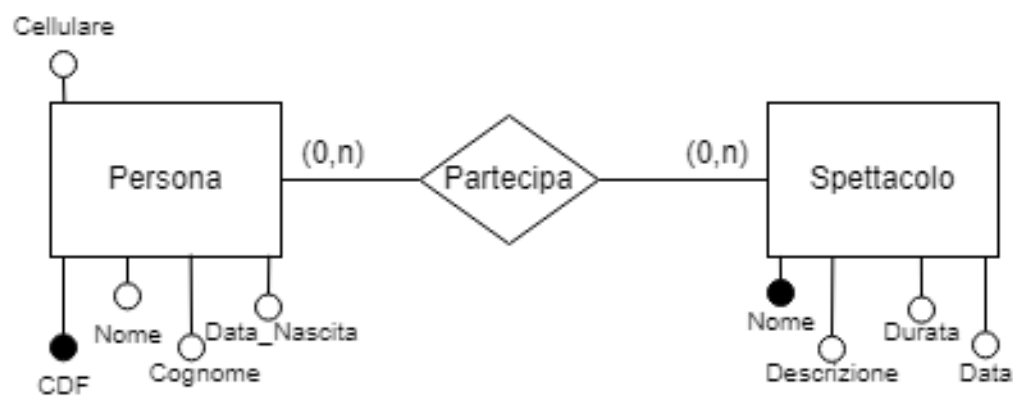 Cellulare
Persona
(0,n)
Partecipa
(0,n)
Spettacolo
CDF
Nome
Cognome
Data_Nascita
Nome
Descrizione
Durata
Data